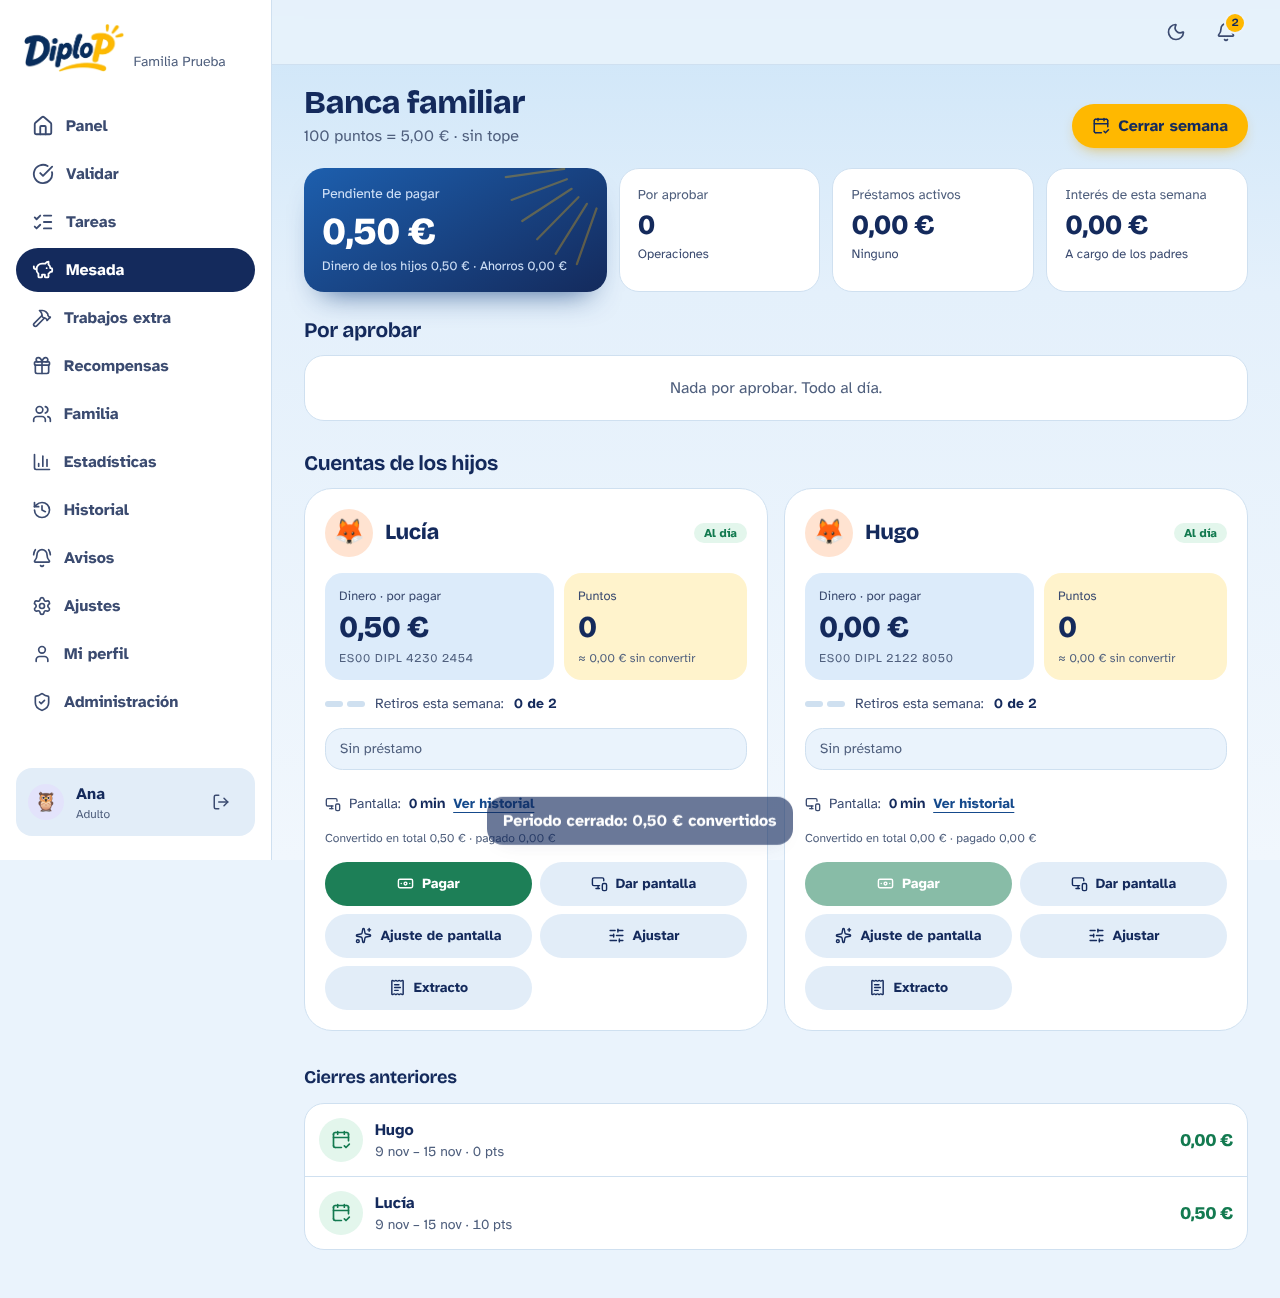 DiploP
Familia Prueba
Panel
Validar
Tareas
Mesada
Trabajos extra
Recompensas
Familia
Estadísticas
Historial
Avisos
Ajustes
Mi perfil
Administración
Ana
Adulto
2
Banca familiar
100 puntos = 5,00 € · sin tope
Cerrar semana
Pendiente de pagar
0,50 €
Dinero de los hijos 0,50 € · Ahorros 0,00 €
Por aprobar
0
Operaciones
Préstamos activos
0,00 €
Ninguno
Interés de esta semana
0,00 €
A cargo de los padres
Por aprobar
Nada por aprobar. Todo al día.
Cuentas de los hijos
Lucía
Al día
Dinero · por pagar
0,50 €
ES00 DIPL 4230 2454
Puntos
0
≈ 0,00 € sin convertir
Retiros esta semana: 0 de 2
Sin préstamo
Pantalla: 0 min Ver historial
Convertido en total 0,50 € · pagado 0,00 €
Pagar
Dar pantalla
Ajuste de pantalla
Ajustar
Extracto
Hugo
Al día
Dinero · por pagar
0,00 €
ES00 DIPL 2122 8050
Puntos
0
≈ 0,00 € sin convertir
Retiros esta semana: 0 de 2
Sin préstamo
Pantalla: 0 min Ver historial
Convertido en total 0,00 € · pagado 0,00 €
Pagar
Dar pantalla
Ajuste de pantalla
Ajustar
Extracto
Periodo cerrado: 0,50 € convertidos
Cierres anteriores
Hugo
9 nov – 15 nov · 0 pts
0,00 €
Lucía
9 nov – 15 nov · 10 pts
0,50 €